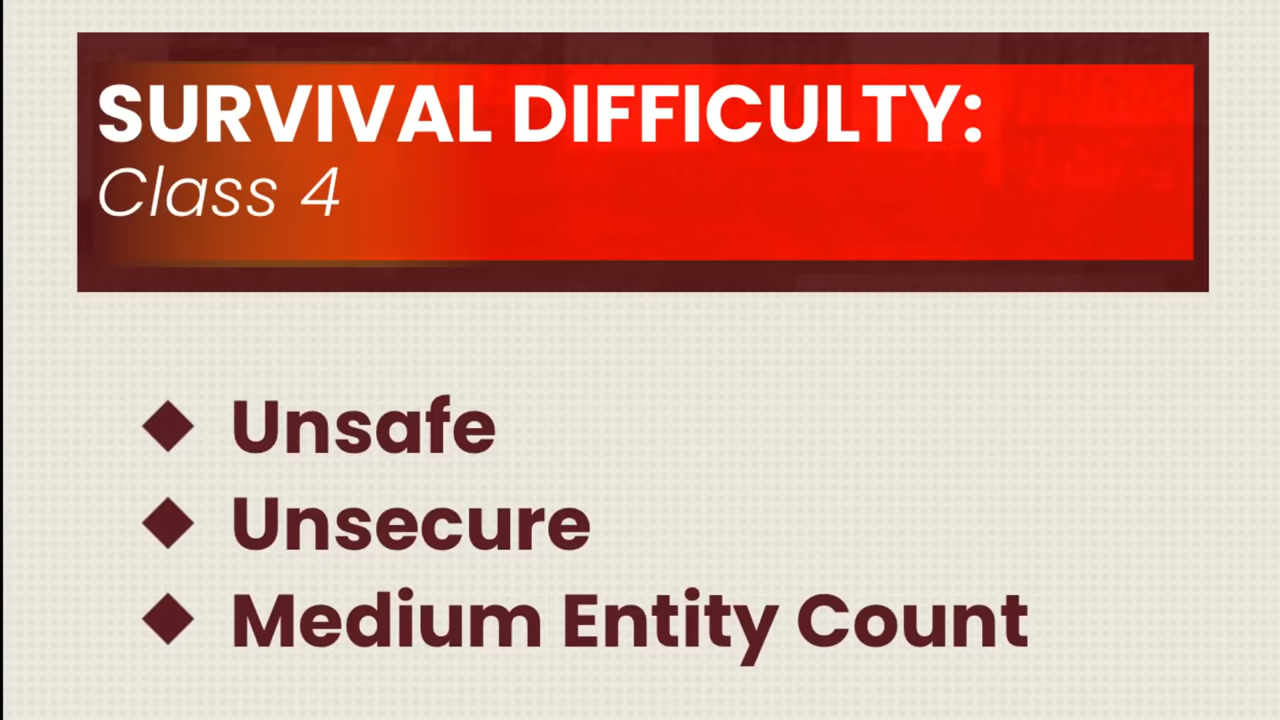 SURVIVAL DIFFICULTY:
Class 4
Unsafe
Unsecure
Medium Entity Count